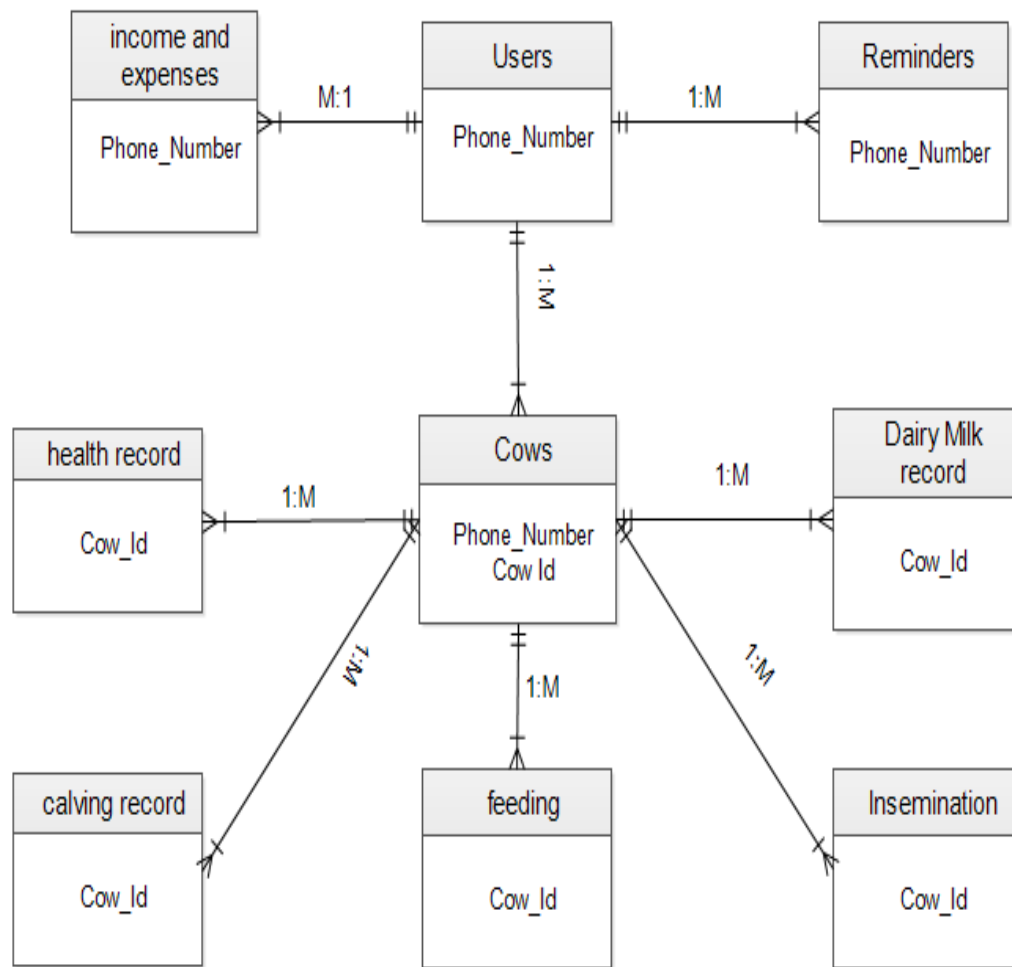 income and
expenses
Phone_Number
M:1
Users
Phone_Number
1:M
Reminders
Phone_Number
1:M
health record
Cow_Id
1:M
Cows
Phone_Number
Cow Id
1:M
Dairy Milk
record
Cow_Id
1:M
1:M
1:M
calving record
Cow_Id
feeding
Cow_Id
Insemination
Cow_Id